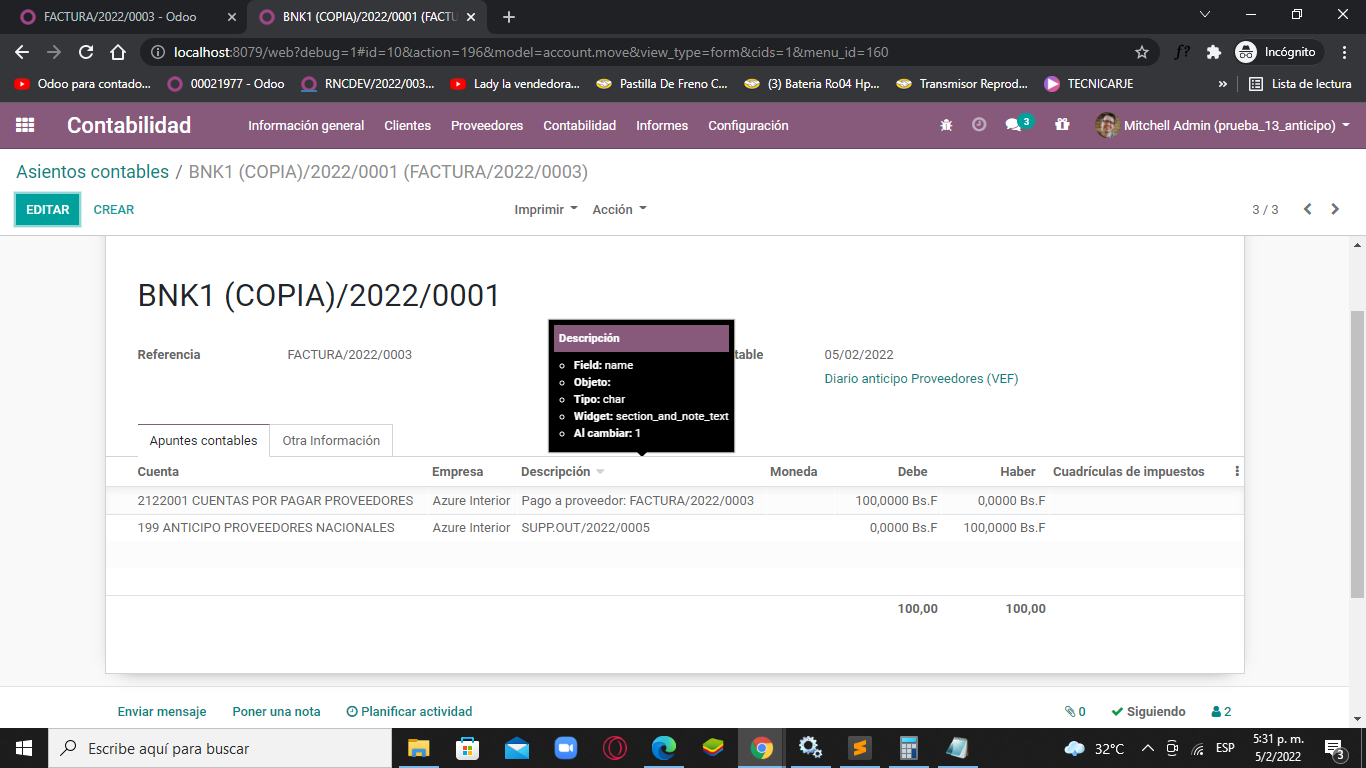 FACTURA/2022/0003 - Odoo
BNK1 (COPIA)/2022/0001 (FACTU
localhost:8079/web?debug=1#id=10&action=196&model=account.move&view_type=form&cids=1&menu_id=160
f?
Incógnito
Odoo para contado...
00021977 - Odoo
RNCDEV/2022/003...
Lady la vendedora...
Pastilla De Freno C...
(3) Bateria Ro04 Hp...
Transmisor Reprod...
TECNICARJE
»
Lista de lectura
Contabilidad
Información general
Clientes
Proveedores
Contabilidad
Informes
Configuración
3
Mitchell Admin (prueba_13_anticipo)
Asientos contables / BNK1 (COPIA)/2022/0001 (FACTURA/2022/0003)
EDITAR
CREAR
Imprimir
Acción
3 / 3
BNK1 (COPIA)/2022/0001
Referencia
FACTURA/2022/0003
table
05/02/2022
Diario anticipo Proveedores (VEF)
Descripción
Field: name
Objeto:
Tipo: char
Widget: section_and_note_text
Al cambiar: 1
Apuntes contables
Otra Información
Cuenta Empresa Descripción Moneda Debe Haber Cuadrículas de impuestos
2122001 CUENTAS POR PAGAR PROVEEDORES Azure Interior Pago a proveedor: FACTURA/2022/0003 100,0000 Bs.F 0,0000 Bs.F
199 ANTICIPO PROVEEDORES NACIONALES Azure Interior SUPP.OUT/2022/0005 0,0000 Bs.F 100,0000 Bs.F
100,00 100,00
Enviar mensaje
Poner una nota
Planificar actividad
0
Siguiendo
2
Escribe aquí para buscar
32°C
ESP
5:31 p. m.
5/2/2022
3